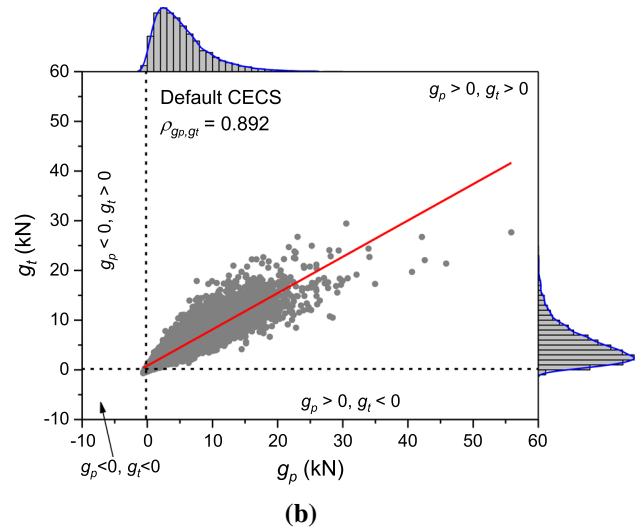 60
50
40
30
20
10
0
-10
g_t (kN)
Default CECS
ρ_gp,gt = 0.892
g_p > 0, g_t > 0
g_p < 0, g_t > 0
g_p > 0, g_t < 0
-10 0 10 20 30 40 50 60
g_p<0, g_t<0
g_p (kN)
(b)